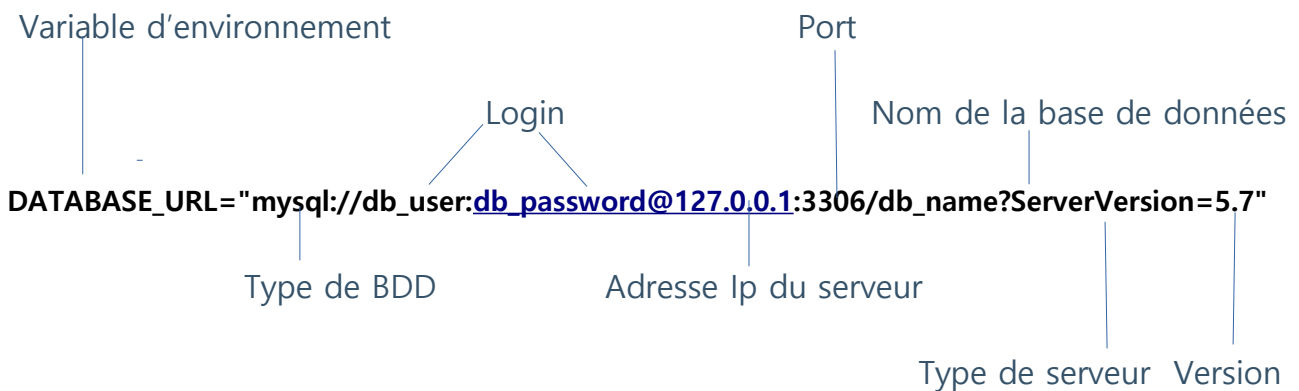 Variable d'environnement Port
Login Nom de la base de données
DATABASE_URL="mysql://db_user:db_password@127.0.0.1:3306/db_name?ServerVersion=5.7"
Type de BDD Adresse Ip du serveur
Type de serveur Version